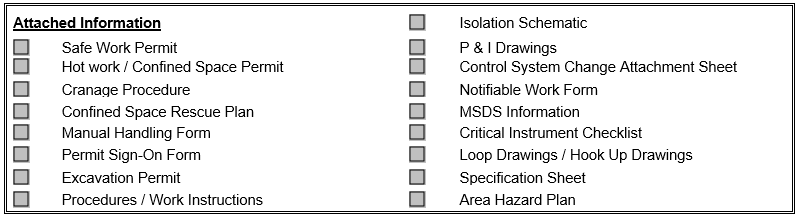 Attached Information
Isolation Schematic
Safe Work Permit
P & I Drawings
Hot work / Confined Space Permit
Control System Change Attachment Sheet
Cranage Procedure
Notifiable Work Form
Confined Space Rescue Plan
MSDS Information
Manual Handling Form
Critical Instrument Checklist
Permit Sign-On Form
Loop Drawings / Hook Up Drawings
Excavation Permit
Specification Sheet
Procedures / Work Instructions
Area Hazard Plan